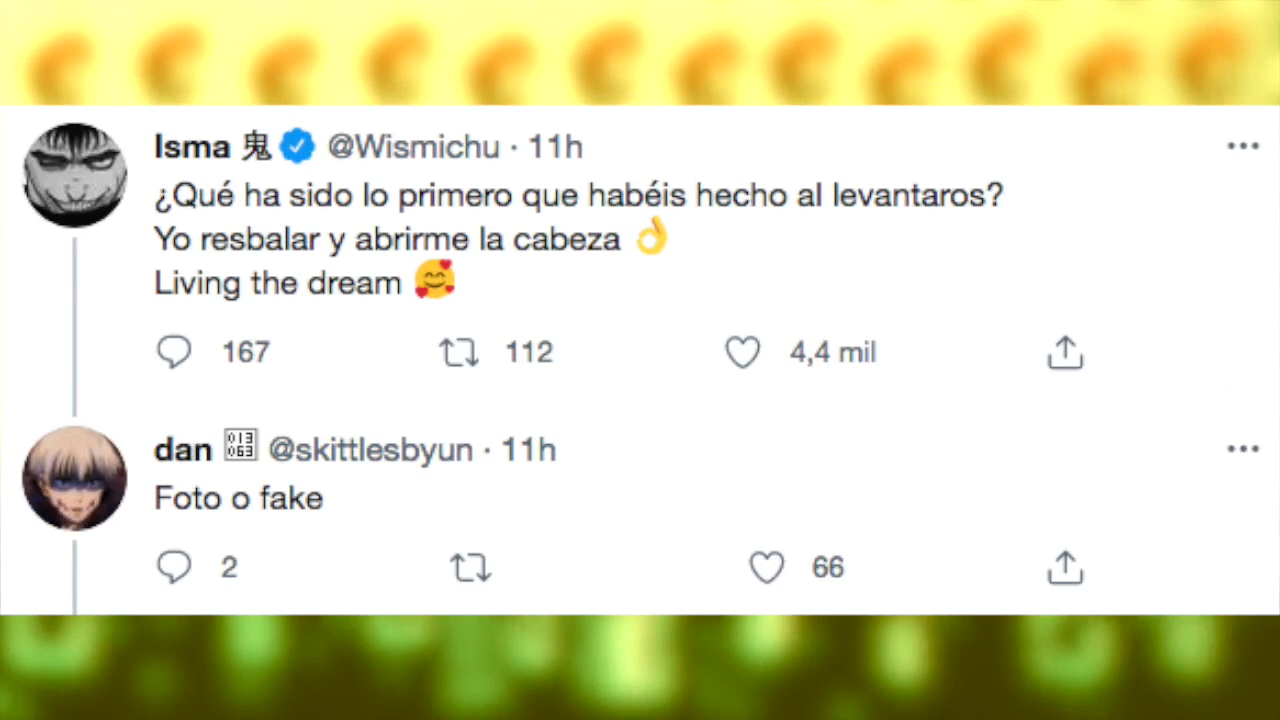 Isma 鬼 @Wismichu · 11h
¿Qué ha sido lo primero que habéis hecho al levantaros?
Yo resbalar y abrirme la cabeza 👌
Living the dream 🥰
167 112 4,4 mil
dan @skittlesbyun · 11h
Foto o fake
2 66